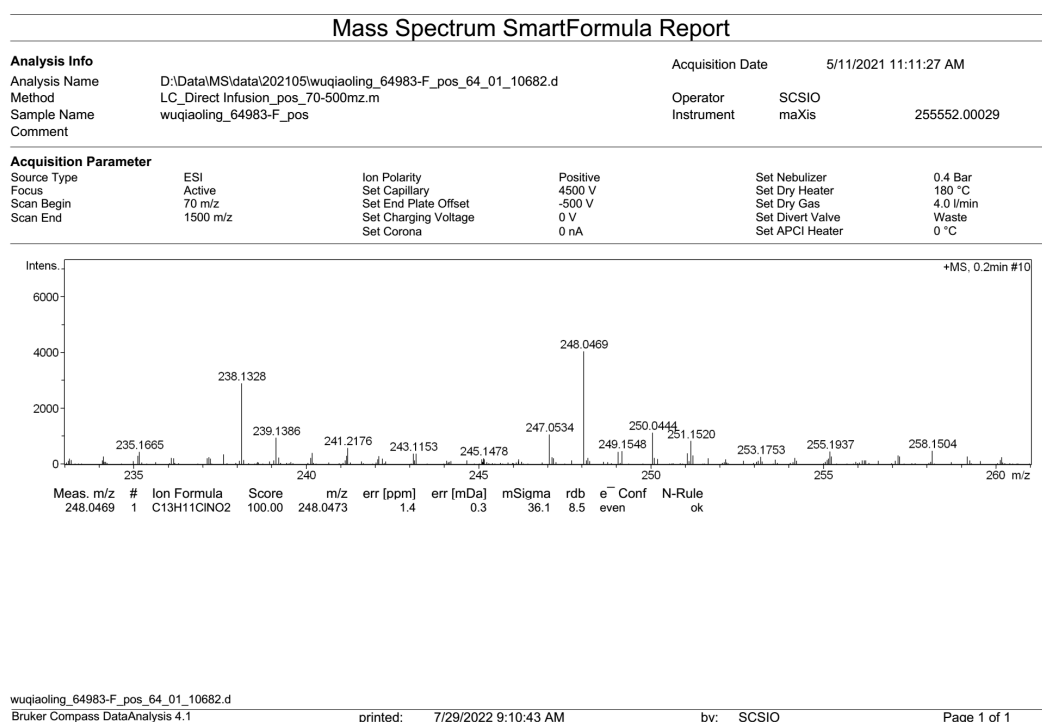 Mass Spectrum SmartFormula Report
Analysis Info
Acquisition Date 5/11/2021 11:11:27 AM
Analysis Name D:\Data\MS\data\202105\wuqiaoling_64983-F_pos_64_01_10682.d
Method LC_Direct Infusion_pos_70-500mz.m Operator SCSIO
Sample Name wuqiaoling_64983-F_pos Instrument maXis 255552.00029
Comment
Acquisition Parameter
Source Type ESI Ion Polarity Positive Set Nebulizer 0.4 Bar
Focus Active Set Capillary 4500 V Set Dry Heater 180 °C
Scan Begin 70 m/z Set End Plate Offset -500 V Set Dry Gas 4.0 l/min
Scan End 1500 m/z Set Charging Voltage 0 V Set Divert Valve Waste
Set Corona 0 nA Set APCI Heater 0 °C
Intens.
+MS, 0.2min #10
6000
4000
2000
0
235.1665
238.1328
239.1386
241.2176
243.1153
245.1478
247.0534
248.0469
249.1548
250.0444
251.1520
253.1753
255.1937
258.1504
235 240 245 250 255 260 m/z
Meas. m/z # Ion Formula Score m/z err [ppm] err [mDa] mSigma rdb e¯ Conf N-Rule
248.0469 1 C13H11ClNO2 100.00 248.0473 1.4 0.3 36.1 8.5 even ok
wuqiaoling_64983-F_pos_64_01_10682.d
Bruker Compass DataAnalysis 4.1 printed: 7/29/2022 9:10:43 AM by: SCSIO Page 1 of 1